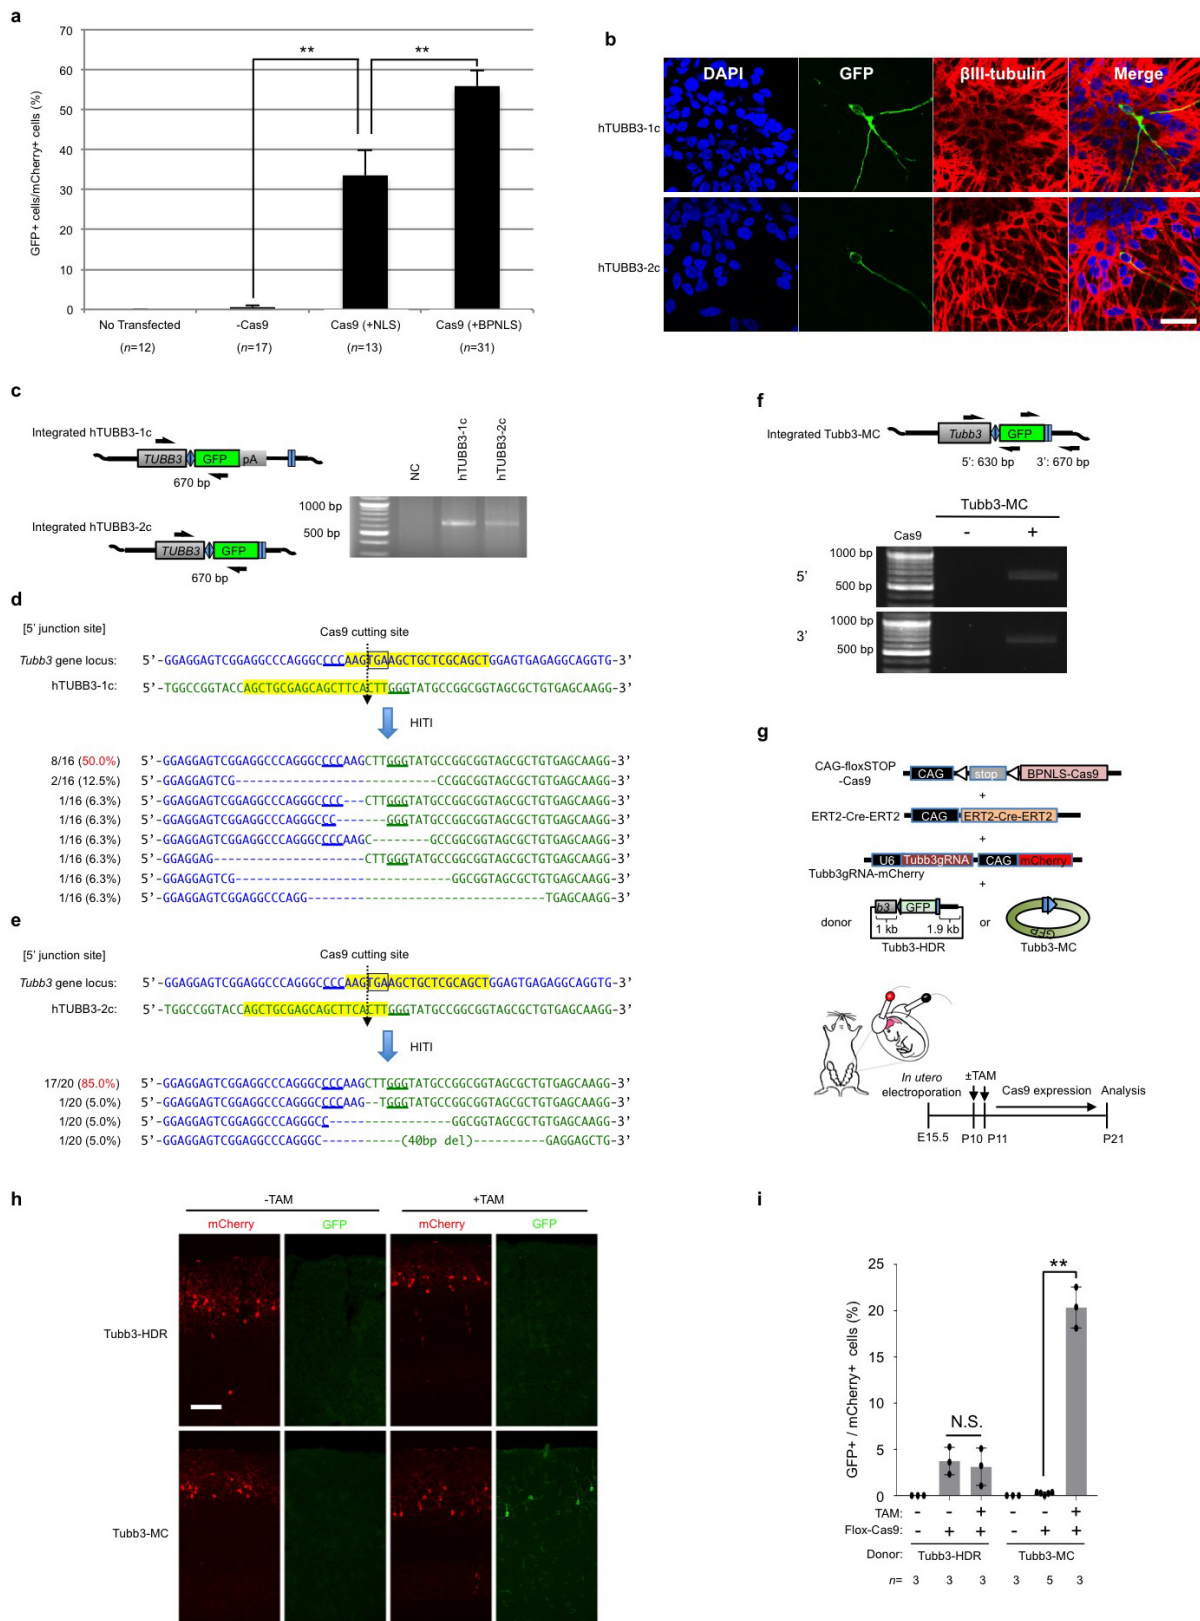 a
70
60
50
40
30
20
10
0
GFP+ cells/mCherry+ cells (%)
**
**
No Transfected
-Cas9
Cas9 (+NLS)
Cas9 (+BPNLS)
(n=12)
(n=17)
(n=13)
(n=31)
b
DAPI
GFP
βIII-tubulin
Merge
hTUBB3-1c
hTUBB3-2c
c
Integrated hTUBB3-1c
TUBB3
GFP
pA
670 bp
Integrated hTUBB3-2c
TUBB3
GFP
670 bp
NC
hTUBB3-1c
hTUBB3-2c
1000 bp
500 bp
d
[5' junction site]
Cas9 cutting site
Tubb3 gene locus: 5'-GGAGGAGTCGGAGGCCCAGGGCCCCAAGTGAAGCTGCTCGCAGCTGGAGTGAGAGGCAGGTG-3'
hTUBB3-1c: 5'-TGGCCGGTACCAGCTGCGAGCAGCTTCACTTGGGTATGCCGGCGGTAGCGCTGTGAGCAAGG-3'
HITI
8/16 (50.0%) 5'-GGAGGAGTCGGAGGCCCAGGGCCCCAAGCTTGGGTATGCCGGCGGTAGCGCTGTGAGCAAGG-3'
2/16 (12.5%) 5'-GGAGGAGTCG-----------------------------CCGGCGGTAGCGCTGTGAGCAAGG-3'
1/16 (6.3%) 5'-GGAGGAGTCGGAGGCCCAGGGCCCC---CTTGGGTATGCCGGCGGTAGCGCTGTGAGCAAGG-3'
1/16 (6.3%) 5'-GGAGGAGTCGGAGGCCCAGGGCCC-------GGGTATGCCGGCGGTAGCGCTGTGAGCAAGG-3'
1/16 (6.3%) 5'-GGAGGAGTCGGAGGCCCAGGGCCCCAAGC--------GCCGGCGGTAGCGCTGTGAGCAAGG-3'
1/16 (6.3%) 5'-GGAGGAG---------------------CTTGGGTATGCCGGCGGTAGCGCTGTGAGCAAGG-3'
1/16 (6.3%) 5'-GGAGGAGTCG------------------------------GGCGGTAGCGCTGTGAGCAAGG-3'
1/16 (6.3%) 5'-GGAGGAGTCGGAGGCCCAGG---------------------------------TGAGCAAGG-3'
e
[5' junction site]
Cas9 cutting site
Tubb3 gene locus: 5'-GGAGGAGTCGGAGGCCCAGGGCCCCAAGTGAAGCTGCTCGCAGCTGGAGTGAGAGGCAGGTG-3'
hTUBB3-2c: 5'-TGGCCGGTACCAGCTGCGAGCAGCTTCACTTGGGTATGCCGGCGGTAGCGCTGTGAGCAAGG-3'
HITI
17/20 (85.0%) 5'-GGAGGAGTCGGAGGCCCAGGGCCCCAAGCTTGGGTATGCCGGCGGTAGCGCTGTGAGCAAGG-3'
1/20 (5.0%) 5'-GGAGGAGTCGGAGGCCCAGGGCCCCAAG--TGGGTATGCCGGCGGTAGCGCTGTGAGCAAGG-3'
1/20 (5.0%) 5'-GGAGGAGTCGGAGGCCCAGGGCC-----------------GGCGGTAGCGCTGTGAGCAAGG-3'
1/20 (5.0%) 5'-GGAGGAGTCGGAGGCCCAGGGC-----------(40bp del)---------GAGGAGCTG-3'
f
Integrated Tubb3-MC
Tubb3
GFP
5': 630 bp
3': 670 bp
Tubb3-MC
Cas9
-
+
5'
1000 bp
500 bp
3'
1000 bp
500 bp
g
CAG-floxSTOP
-Cas9
CAG
stop
BPNLS-Cas9
+
ERT2-Cre-ERT2
CAG
ERT2-Cre-ERT2
+
U6
Tubb3gRNA
CAG
mCherry
Tubb3gRNA-mCherry
+
donor
b3
GFP
1 kb
1.9 kb
or
GFP
Tubb3-HDR
Tubb3-MC
In utero
electroporation
±TAM
Cas9 expression
Analysis
E15.5
P10
P11
P21
h
-TAM
+TAM
mCherry
GFP
mCherry
GFP
Tubb3-HDR
Tubb3-MC
i
25
20
15
10
5
0
GFP+ / mCherry+ cells (%)
N.S.
**
TAM: - - + - - +
Flox-Cas9: - + + - + +
Donor: Tubb3-HDR Tubb3-MC
n= 3 3 3 3 5 3